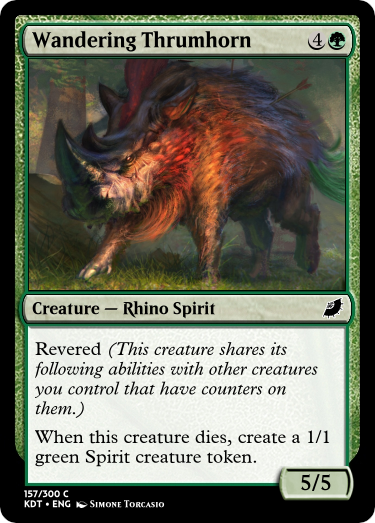 Wandering Thrumhorn 4
Creature — Rhino Spirit
Revered (This creature shares its
following abilities with other creatures
you control that have counters on
them.)
When this creature dies, create a 1/1
green Spirit creature token.
5/5
157/300 C
KDT • ENG Simone Torcasio